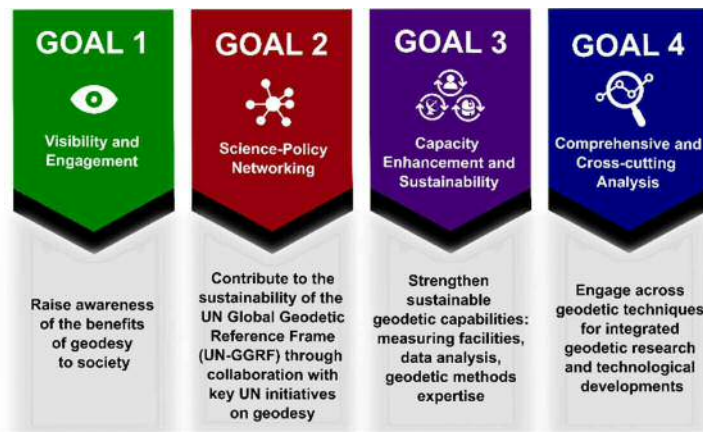 GOAL 1
Visibility and
Engagement
Raise awareness
of the benefits
of geodesy
to society
GOAL 2
Science-Policy
Networking
Contribute to the
sustainability of the
UN Global Geodetic
Reference Frame
(UN-GGRF) through
collaboration with
key UN initiatives
on geodesy
GOAL 3
Capacity
Enhancement and
Sustainability
Strengthen
sustainable
geodetic capabilities:
measuring facilities,
data analysis,
geodetic methods
expertise
GOAL 4
Comprehensive and
Cross-cutting
Analysis
Engage across
geodetic techniques
for integrated
geodetic research
and technological
developments